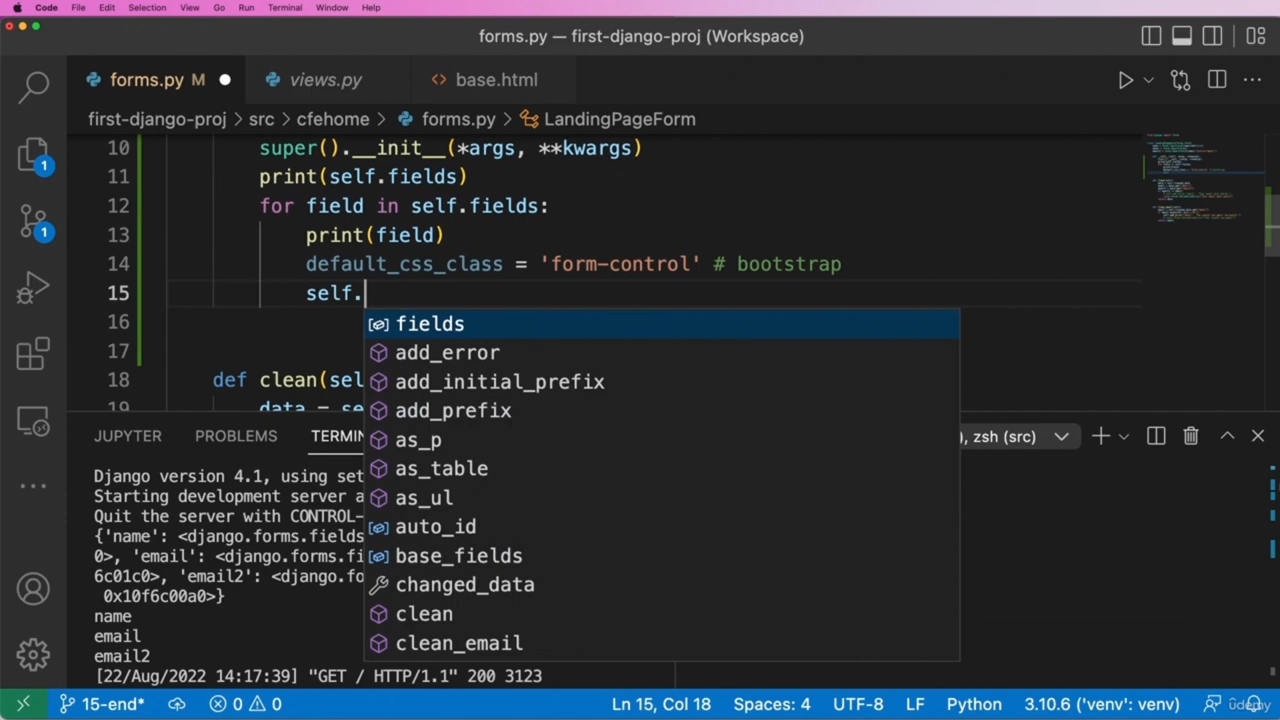 Code File Edit Selection View Go Run Terminal Window Help
forms.py — first-django-proj (Workspace)
forms.py M views.py base.html
first-django-proj > src > cfehome > forms.py > LandingPageForm
10 super().__init__(*args, **kwargs)
11 print(self.fields)
12 for field in self.fields:
13 print(field)
14 default_css_class = 'form-control' # bootstrap
15 self.
fields
16
add_error
17
add_initial_prefix
18 def clean(sel
add_prefix
19 data = se
as_p
as_table
as_ul
auto_id
base_fields
changed_data
clean
clean_email
JUPYTER PROBLEMS TERMIN ), zsh (src)
Django version 4.1, using set
Starting development server a
Quit the server with CONTROL-
{'name': <django.forms.fields
0>, 'email': <django.forms.fi
6c01c0>, 'email2': <django.fo
0x10f6c00a0>}
name
email
email2
[22/Aug/2022 14:17:39] "GET / HTTP/1.1" 200 3123
15-end* 0 0 Ln 15, Col 18 Spaces: 4 UTF-8 LF Python 3.10.6 ('venv': venv)
udemy
1
1